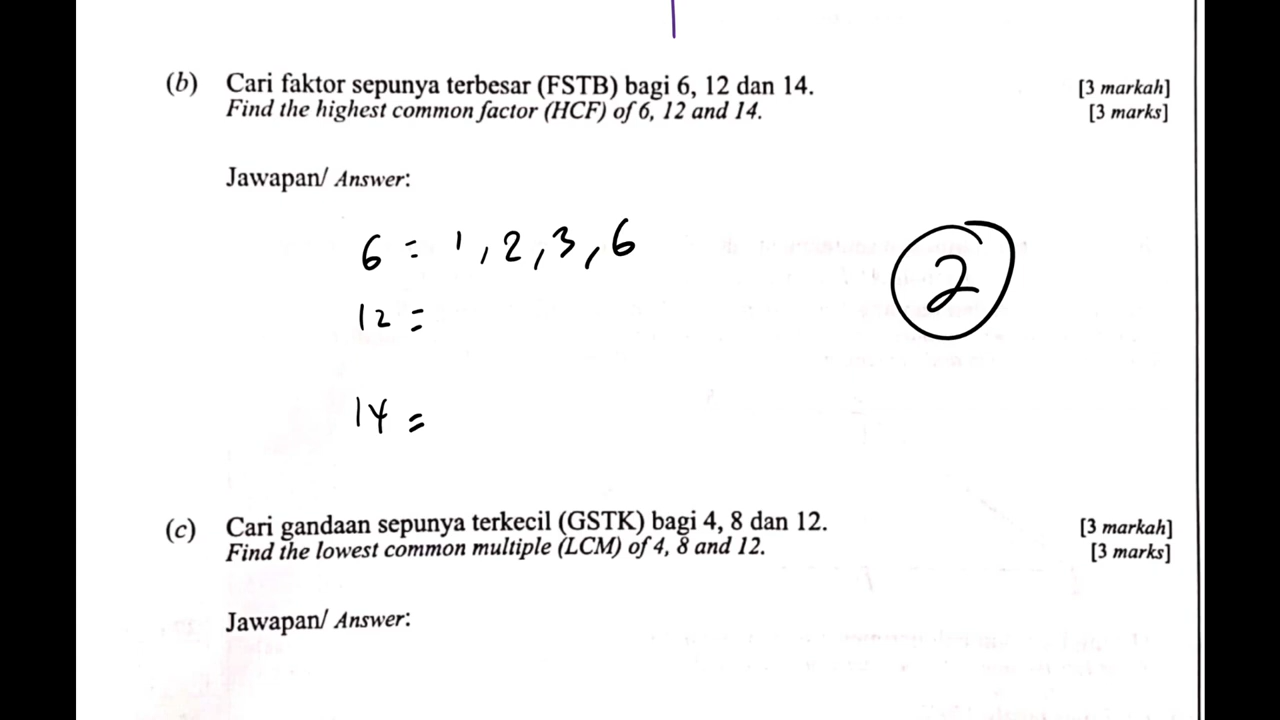 (b) Cari faktor sepunya terbesar (FSTB) bagi 6, 12 dan 14. [3 markah]
Find the highest common factor (HCF) of 6, 12 and 14. [3 marks]
Jawapan/ Answer:
6 = 1, 2, 3, 6
2
12 =
14 =
(c) Cari gandaan sepunya terkecil (GSTK) bagi 4, 8 dan 12. [3 markah]
Find the lowest common multiple (LCM) of 4, 8 and 12. [3 marks]
Jawapan/ Answer: